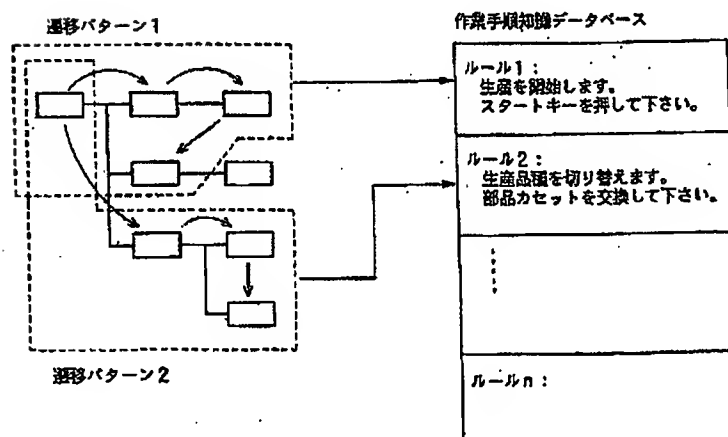 遷移パターン1
作業手順知識データベース
ルール1：
生産を開始します。
スタートキーを押して下さい。
ルール2：
生産品種を切り替えます。
部品カセットを交換して下さい。
遷移パターン2
ルールn：